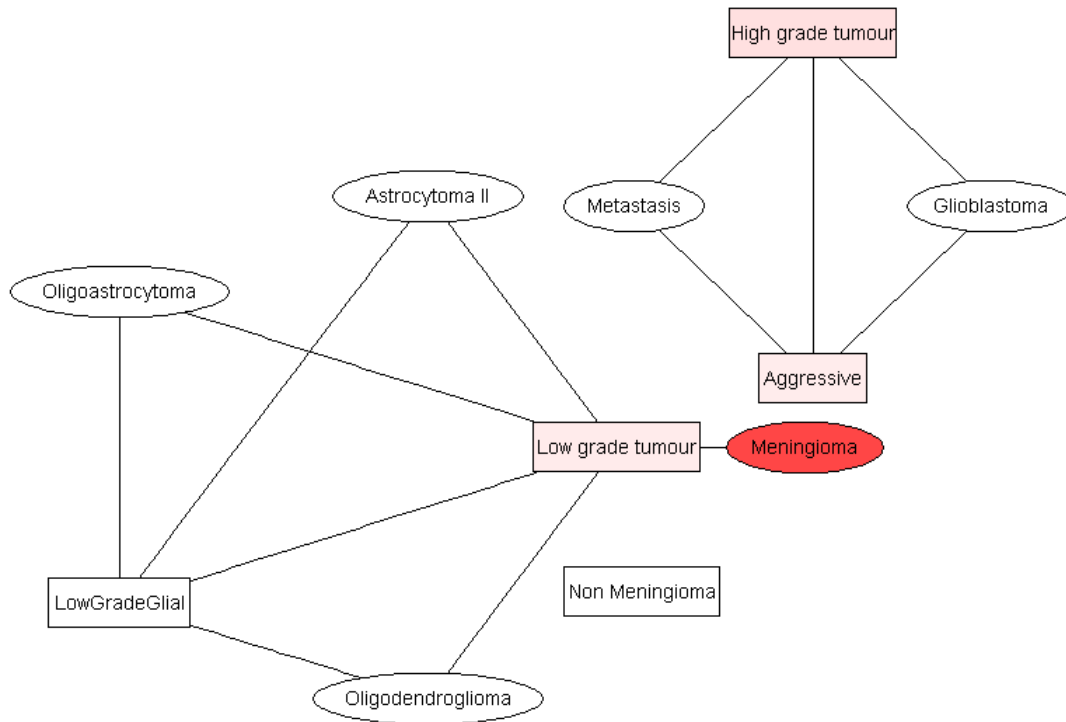 High grade tumour
Astrocytoma II
Metastasis
Glioblastoma
Oligoastrocytoma
Aggressive
Low grade tumour
Meningioma
LowGradeGlial
Non Meningioma
Oligodendroglioma